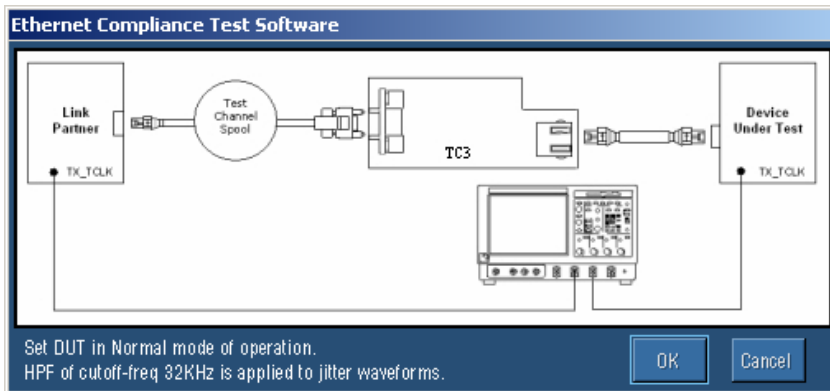 Ethernet Compliance Test Software
Link
Partner
TX_TCLK
Test
Channel
Spool
TC3
Device
Under Test
TX_TCLK
Set DUT in Normal mode of operation.
HPF of cutoff-freq 32KHz is applied to jitter waveforms.
OK
Cancel